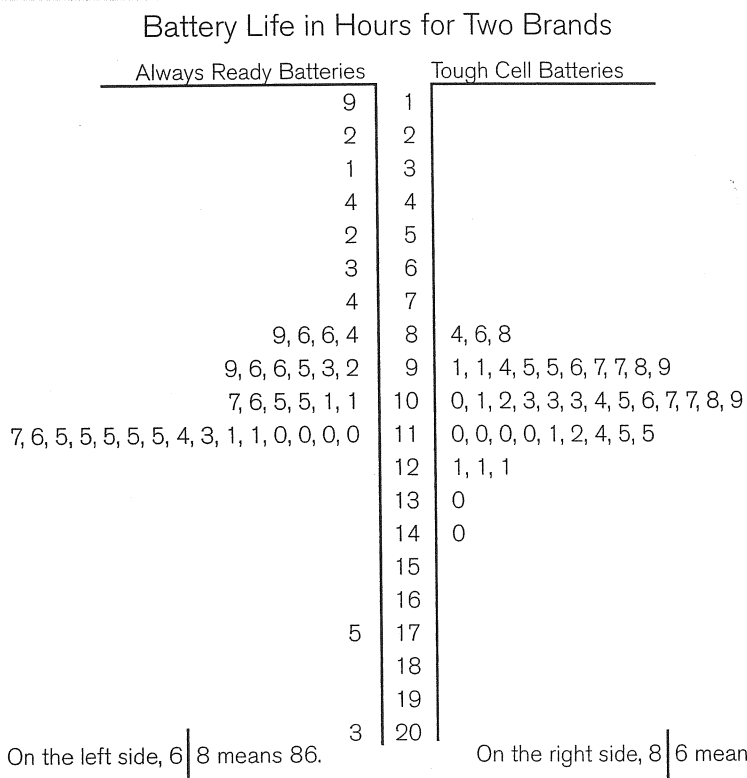 Battery Life in Hours for Two Brands
Always Ready Batteries Tough Cell Batteries
9 1
2 2
1 3
4 4
2 5
3 6
4 7
9, 6, 6, 4 8 4, 6, 8
9, 6, 6, 5, 3, 2 9 1, 1, 4, 5, 5, 6, 7, 7, 8, 9
7, 6, 5, 5, 1, 1 10 0, 1, 2, 3, 3, 3, 4, 5, 6, 7, 7, 8, 9
7, 6, 5, 5, 5, 5, 5, 4, 3, 1, 1, 0, 0, 0, 0 11 0, 0, 0, 0, 1, 2, 4, 5, 5
12 1, 1, 1
13 0
14 0
15
16
5 17
18
19
3 20
On the left side, 6|8 means 86. On the right side, 8|6 mean